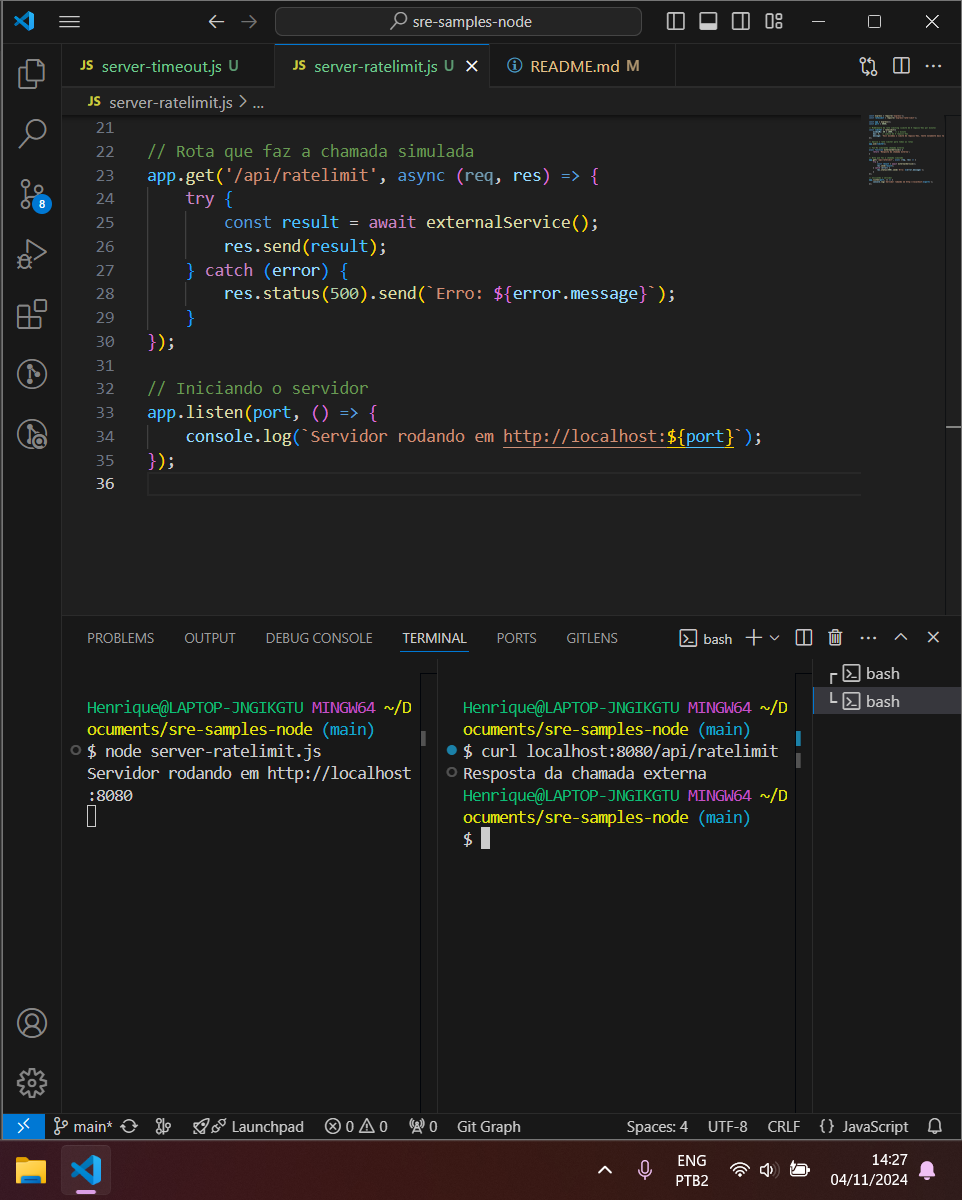 sre-samples-node
JS server-timeout.js U
JS server-ratelimit.js U
README.md M
JS server-ratelimit.js > ...
21
22 // Rota que faz a chamada simulada
23 app.get('/api/ratelimit', async (req, res) => {
24 try {
25 const result = await externalService();
26 res.send(result);
27 } catch (error) {
28 res.status(500).send(`Erro: ${error.message}`);
29 }
30 });
31
32 // Iniciando o servidor
33 app.listen(port, () => {
34 console.log(`Servidor rodando em http://localhost:${port}`);
35 });
36
8
PROBLEMS OUTPUT DEBUG CONSOLE TERMINAL PORTS GITLENS
bash
Henrique@LAPTOP-JNGIKGTU MINGW64 ~/D
ocuments/sre-samples-node (main)
$ node server-ratelimit.js
Servidor rodando em http://localhost
:8080
Henrique@LAPTOP-JNGIKGTU MINGW64 ~/D
ocuments/sre-samples-node (main)
$ curl localhost:8080/api/ratelimit
Resposta da chamada externa
Henrique@LAPTOP-JNGIKGTU MINGW64 ~/D
ocuments/sre-samples-node (main)
$
bash
bash
main* Launchpad 0 0 0 Git Graph Spaces: 4 UTF-8 CRLF {} JavaScript
ENG
PTB2
14:27
04/11/2024